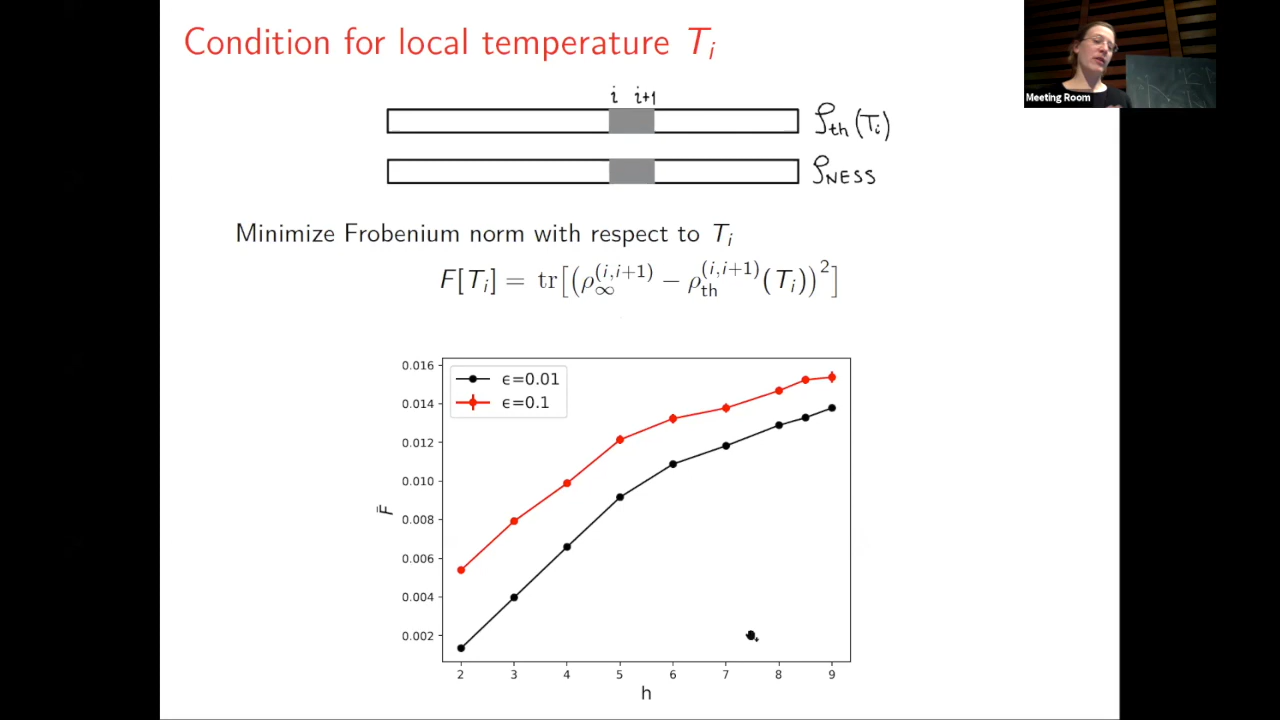 Condition for local temperature T_i
Meeting Room
i i+1
ρ_th(T_i)
ρ_NESS
Minimize Frobenium norm with respect to T_i
F[T_i] = tr[(ρ_∞^(i,i+1) − ρ_th^(i,i+1)(T_i))^2]
0.016
0.014
0.012
0.010
0.008
0.006
0.004
0.002
F̄
ϵ=0.01
ϵ=0.1
2 3 4 5 6 7 8 9
h